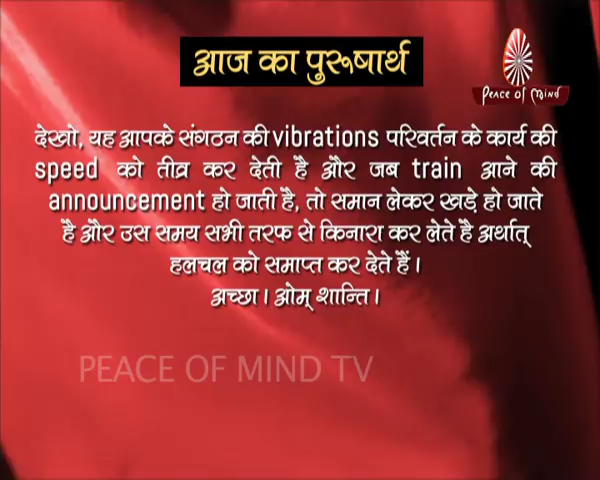 आज का पुरूषार्थ
Peace of Mind
देखो, यह आपके संगठन की vibrations परिवर्तन के कार्य की
speed को तीव्र कर देती है और जब train आने की
announcement हो जाती है, तो समान लेकर खड़े हो जाते
है और उस समय सभी तरफ से किनारा कर लेते है अर्थात्
हलचल को समाप्त कर देते हैं।
अच्छा। ओम् शान्ति।
PEACE OF MIND TV